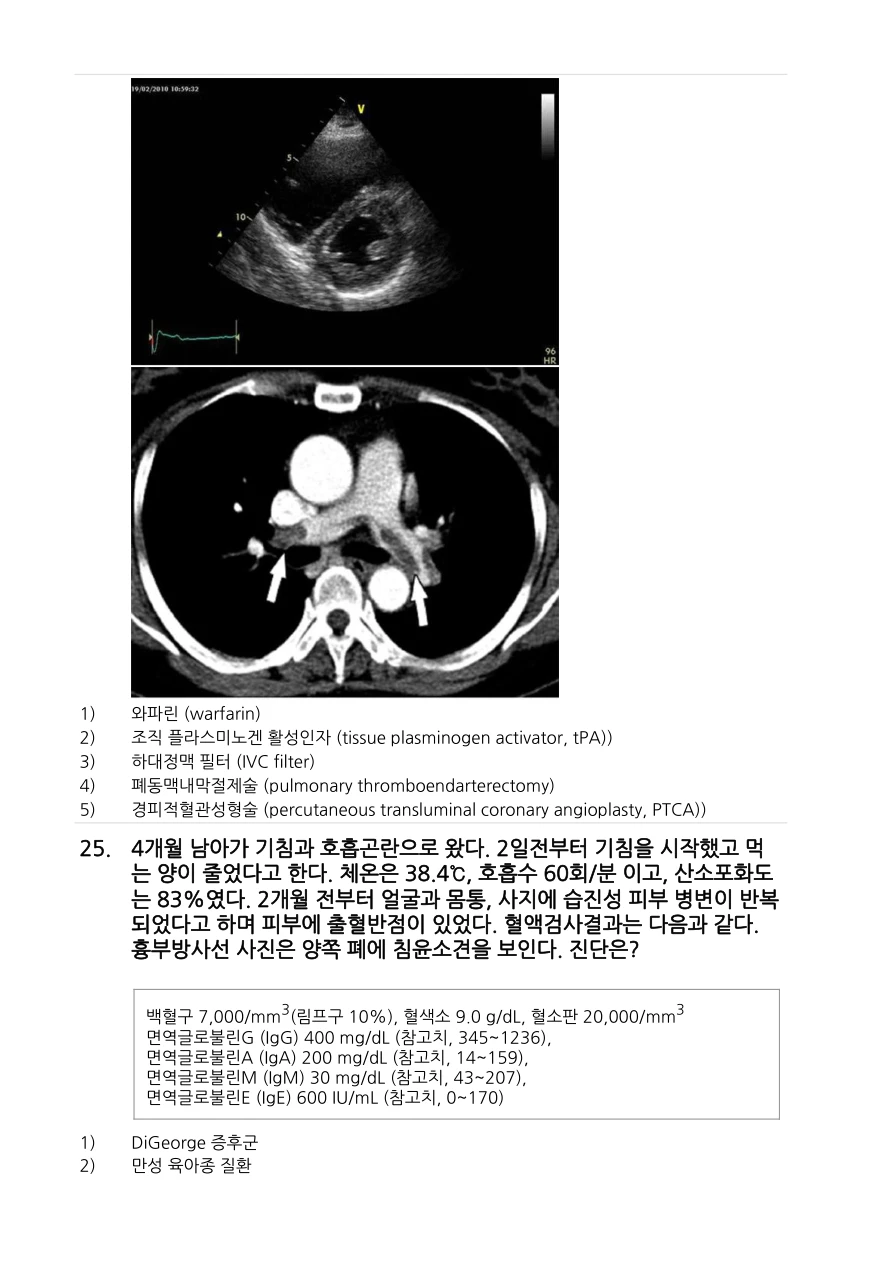 19/02/2010 10:59:32
V
5
10
96
HR
1) 와파린 (warfarin)
2) 조직 플라스미노겐 활성인자 (tissue plasminogen activator, tPA))
3) 하대정맥 필터 (IVC filter)
4) 폐동맥내막절제술 (pulmonary thromboendarterectomy)
5) 경피적혈관성형술 (percutaneous transluminal coronary angioplasty, PTCA))
25. 4개월 남아가 기침과 호흡곤란으로 왔다. 2일전부터 기침을 시작했고 먹
는 양이 줄었다고 한다. 체온은 38.4℃, 호흡수 60회/분 이고, 산소포화도
는 83%였다. 2개월 전부터 얼굴과 몸통, 사지에 습진성 피부 병변이 반복
되었다고 하며 피부에 출혈반점이 있었다. 혈액검사결과는 다음과 같다.
흉부방사선 사진은 양쪽 폐에 침윤소견을 보인다. 진단은?
백혈구 7,000/mm3(림프구 10%), 혈색소 9.0 g/dL, 혈소판 20,000/mm3
면역글로불린G (IgG) 400 mg/dL (참고치, 345~1236),
면역글로불린A (IgA) 200 mg/dL (참고치, 14~159),
면역글로불린M (IgM) 30 mg/dL (참고치, 43~207),
면역글로불린E (IgE) 600 IU/mL (참고치, 0~170)
1) DiGeorge 증후군
2) 만성 육아종 질환